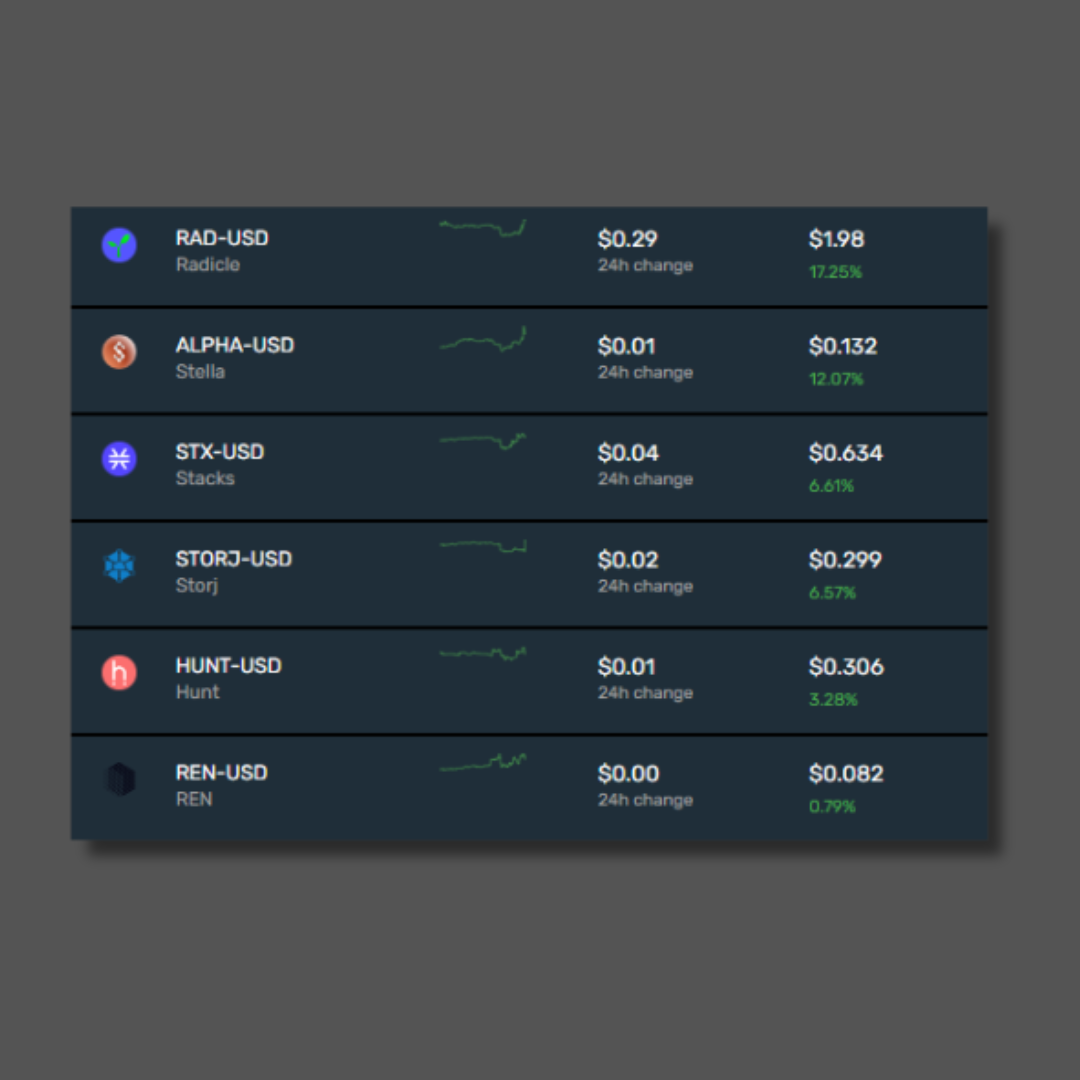 RAD-USD $0.29 $1.98
Radicle 24h change 17.25%
ALPHA-USD $0.01 $0.132
Stella 24h change 12.07%
STX-USD $0.04 $0.634
Stacks 24h change 6.61%
STORJ-USD $0.02 $0.299
Storj 24h change 6.57%
HUNT-USD $0.01 $0.306
Hunt 24h change 3.28%
REN-USD $0.00 $0.082
REN 24h change 0.79%